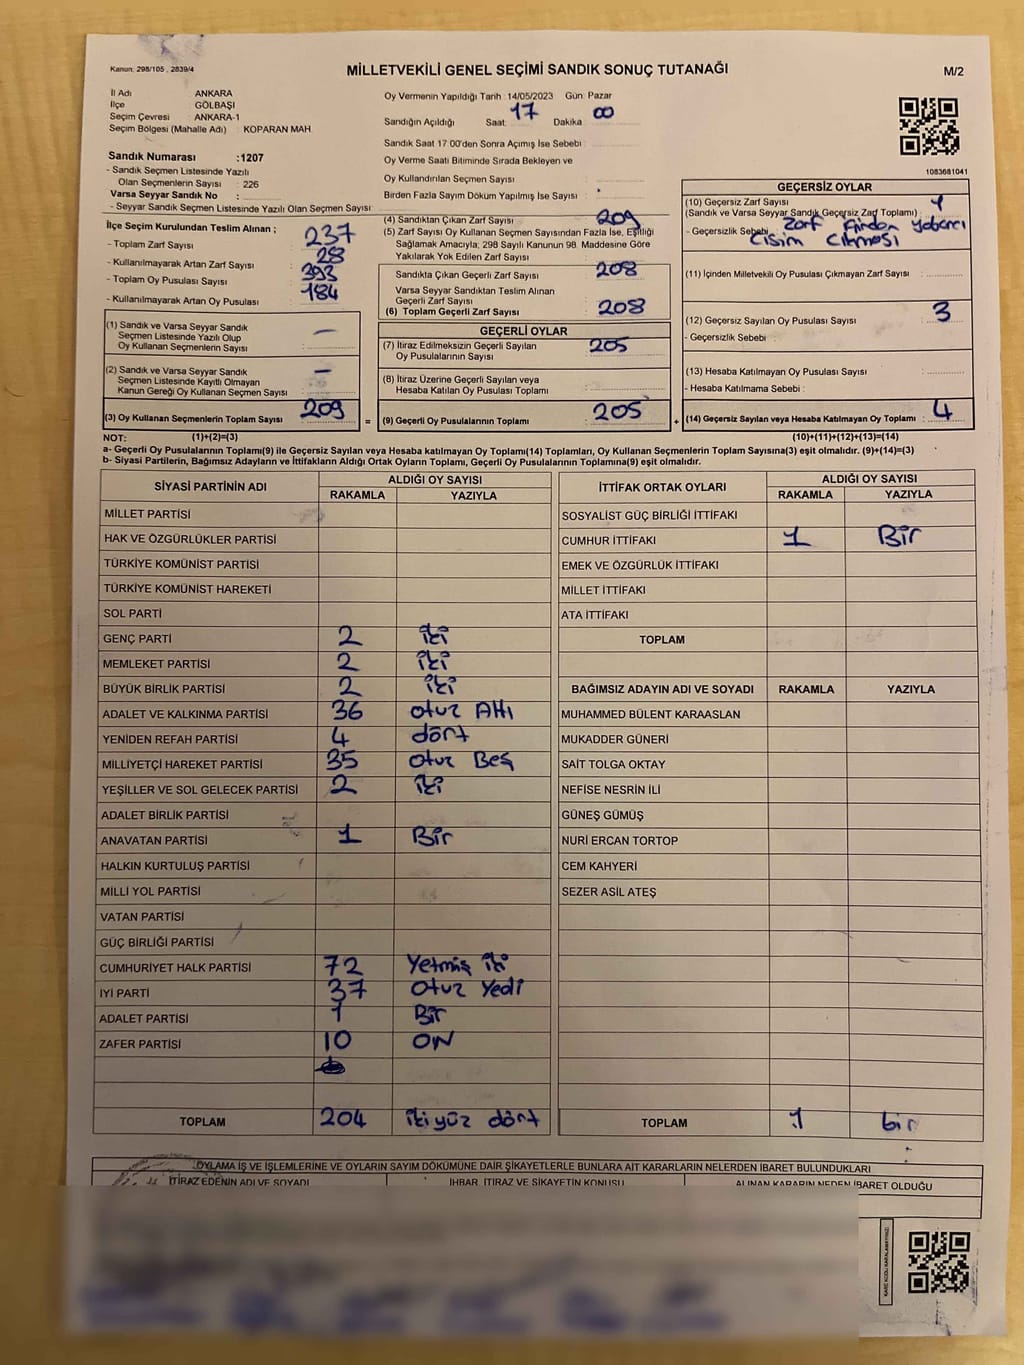 Kanun: 298/105 , 2839/4
MİLLETVEKİLİ GENEL SEÇİMİ SANDIK SONUÇ TUTANAĞI
M/2
İl Adı ANKARA
İlçe GÖLBAŞI
Seçim Çevresi : ANKARA-1
Seçim Bölgesi (Mahalle Adı) : KOPARAN MAH.
Sandık Numarası :1207
- Sandık Seçmen Listesinde Yazılı
Olan Seçmenlerin Sayısı : 226
Varsa Seyyar Sandık No :
- Seyyar Sandık Seçmen Listesinde Yazılı Olan Seçmen Sayısı:
Oy Vermenin Yapıldığı Tarih :14/05/2023 Gün: Pazar
Sandığın Açıldığı Saat: 17 Dakika : 00
Sandık Saat 17:00'den Sonra Açımış İse Sebebi :
Oy Verme Saati Bitiminde Sırada Bekleyen ve
Oy Kullandırılan Seçmen Sayısı :
Birden Fazla Sayım Döküm Yapılmış İse Sayısı :
1083681041
İlçe Seçim Kurulundan Teslim Alınan ;
- Toplam Zarf Sayısı : 237
- Kullanılmayarak Artan Zarf Sayısı : 28
- Toplam Oy Pusulası Sayısı : 393
- Kullanılmayarak Artan Oy Pusulası : 184
(1) Sandık ve Varsa Seyyar Sandık
Seçmen Listesinde Yazılı Olup
Oy Kullanan Seçmenlerin Sayısı : —
(2) Sandık ve Varsa Seyyar Sandık
Seçmen Listesinde Kayıtlı Olmayan
Kanun Gereği Oy Kullanan Seçmen Sayısı : —
(3) Oy Kullanan Seçmenlerin Toplam Sayısı : 209
(4) Sandıktan Çıkan Zarf Sayısı : 209
(5) Zarf Sayısı Oy Kullanan Seçmen Sayısından Fazla İse, Eşitliği
Sağlamak Amacıyla; 298 Sayılı Kanunun 98. Maddesine Göre
Yakılarak Yok Edilen Zarf Sayısı :
Sandıkta Çıkan Geçerli Zarf Sayısı : 208
Varsa Seyyar Sandıktan Teslim Alınan
Geçerli Zarf Sayısı :
(6) Toplam Geçerli Zarf Sayısı : 208
GEÇERLİ OYLAR
(7) İtiraz Edilmeksizin Geçerli Sayılan
Oy Pusulalarının Sayısı : 205
(8) İtiraz Üzerine Geçerli Sayılan veya
Hesaba Katılan Oy Pusulası Toplamı :
= (9) Geçerli Oy Pusulalarının Toplamı : 205
GEÇERSİZ OYLAR
(10) Geçersiz Zarf Sayısı : 1
(Sandık ve Varsa Seyyar Sandık Geçersiz Zarf Toplamı)
- Geçersizlik Sebebi : Zarf içinden yabancı
cisim çıkması
(11) İçinden Milletvekili Oy Pusulası Çıkmayan Zarf Sayısı :
(12) Geçersiz Sayılan Oy Pusulası Sayısı : 3
- Geçersizlik Sebebi :
(13) Hesaba Katılmayan Oy Pusulası Sayısı :
- Hesaba Katılmama Sebebi :
+ (14) Geçersiz Sayılan veya Hesaba Katılmayan Oy Toplamı : 4
NOT: (1)+(2)=(3) (10)+(11)+(12)+(13)=(14)
a- Geçerli Oy Pusulalarının Toplamı(9) ile Geçersiz Sayılan veya Hesaba katılmayan Oy Toplamı(14) Toplamları, Oy Kullanan Seçmenlerin Toplam Sayısına(3) eşit olmalıdır. (9)+(14)=(3)
b- Siyasi Partilerin, Bağımsız Adayların ve İttifakların Aldığı Ortak Oyların Toplamı, Geçerli Oy Pusulalarının Toplamına(9) eşit olmalıdır.
SİYASİ PARTİNİN ADI ALDIĞI OY SAYISI
RAKAMLA YAZIYLA
MİLLET PARTİSİ
HAK VE ÖZGÜRLÜKLER PARTİSİ
TÜRKİYE KOMÜNİST PARTİSİ
TÜRKİYE KOMÜNİST HAREKETİ
SOL PARTİ
GENÇ PARTİ 2 iki
MEMLEKET PARTİSİ 2 iki
BÜYÜK BİRLİK PARTİSİ 2 iki
ADALET VE KALKINMA PARTİSİ 36 otuz Altı
YENİDEN REFAH PARTİSİ 4 dört
MİLLİYETÇİ HAREKET PARTİSİ 35 otuz Beş
YEŞİLLER VE SOL GELECEK PARTİSİ 2 iki
ADALET BİRLİK PARTİSİ
ANAVATAN PARTİSİ 1 Bir
HALKIN KURTULUŞ PARTİSİ
MİLLİ YOL PARTİSİ
VATAN PARTİSİ
GÜÇ BİRLİĞİ PARTİSİ
CUMHURİYET HALK PARTİSİ 72 Yetmiş iki
İYİ PARTİ 37 Otuz Yedi
ADALET PARTİSİ 1 Bir
ZAFER PARTİSİ 10 ON
TOPLAM 204 ikiyüz dört
İTTİFAK ORTAK OYLARI ALDIĞI OY SAYISI
RAKAMLA YAZIYLA
SOSYALİST GÜÇ BİRLİĞİ İTTİFAKI
CUMHUR İTTİFAKI 1 Bir
EMEK VE ÖZGÜRLÜK İTTİFAKI
MİLLET İTTİFAKI
ATA İTTİFAKI
TOPLAM
BAĞIMSIZ ADAYIN ADI VE SOYADI RAKAMLA YAZIYLA
MUHAMMED BÜLENT KARAASLAN
MUKADDER GÜNERİ
SAİT TOLGA OKTAY
NEFİSE NESRİN İLİ
GÜNEŞ GÜMÜŞ
NURİ ERCAN TORTOP
CEM KAHYERİ
SEZER ASİL ATEŞ
TOPLAM 1 bir
OYLAMA İŞ VE İŞLEMLERİNE VE OYLARIN SAYIM DÖKÜMÜNE DAİR ŞİKAYETLERLE BUNLARA AİT KARARLARIN NELERDEN İBARET BULUNDUKLARI
İTİRAZ EDENİN ADI VE SOYADI İHBAR, İTİRAZ VE ŞİKAYETİN KONUSU ALINAN KARARIN NEDEN İBARET OLDUĞU
KARE KODU KARALAMAYINIZ.